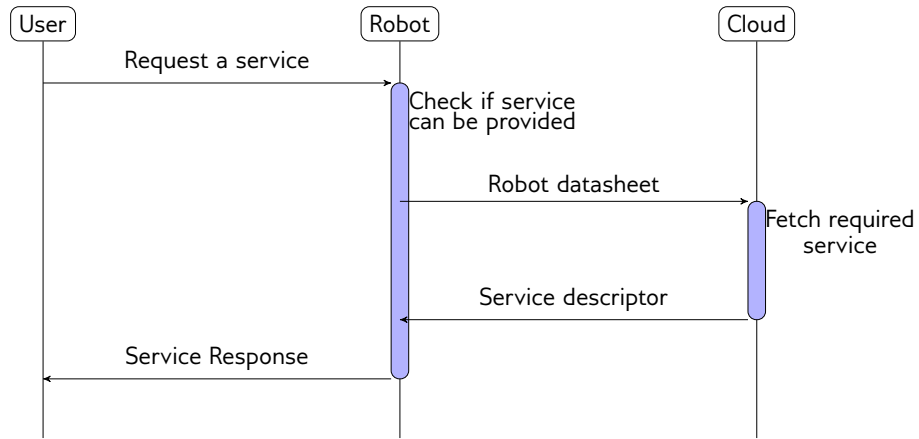 User
Robot
Cloud
Request a service
Check if service
can be provided
Robot datasheet
Fetch required
service
Service descriptor
Service Response